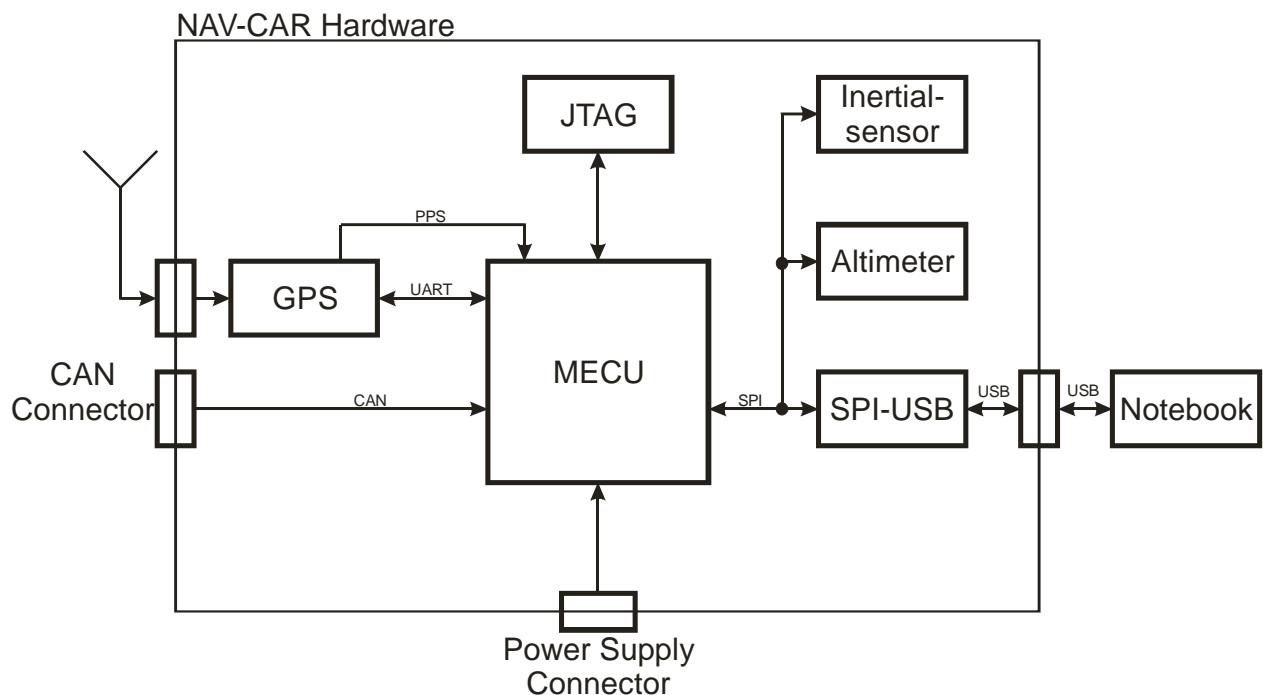 NAV-CAR Hardware
JTAG
Inertial-
sensor
PPS
GPS
UART
Altimeter
MECU
CAN
Connector
CAN
SPI
SPI-USB
USB
USB
Notebook
Power Supply
Connector